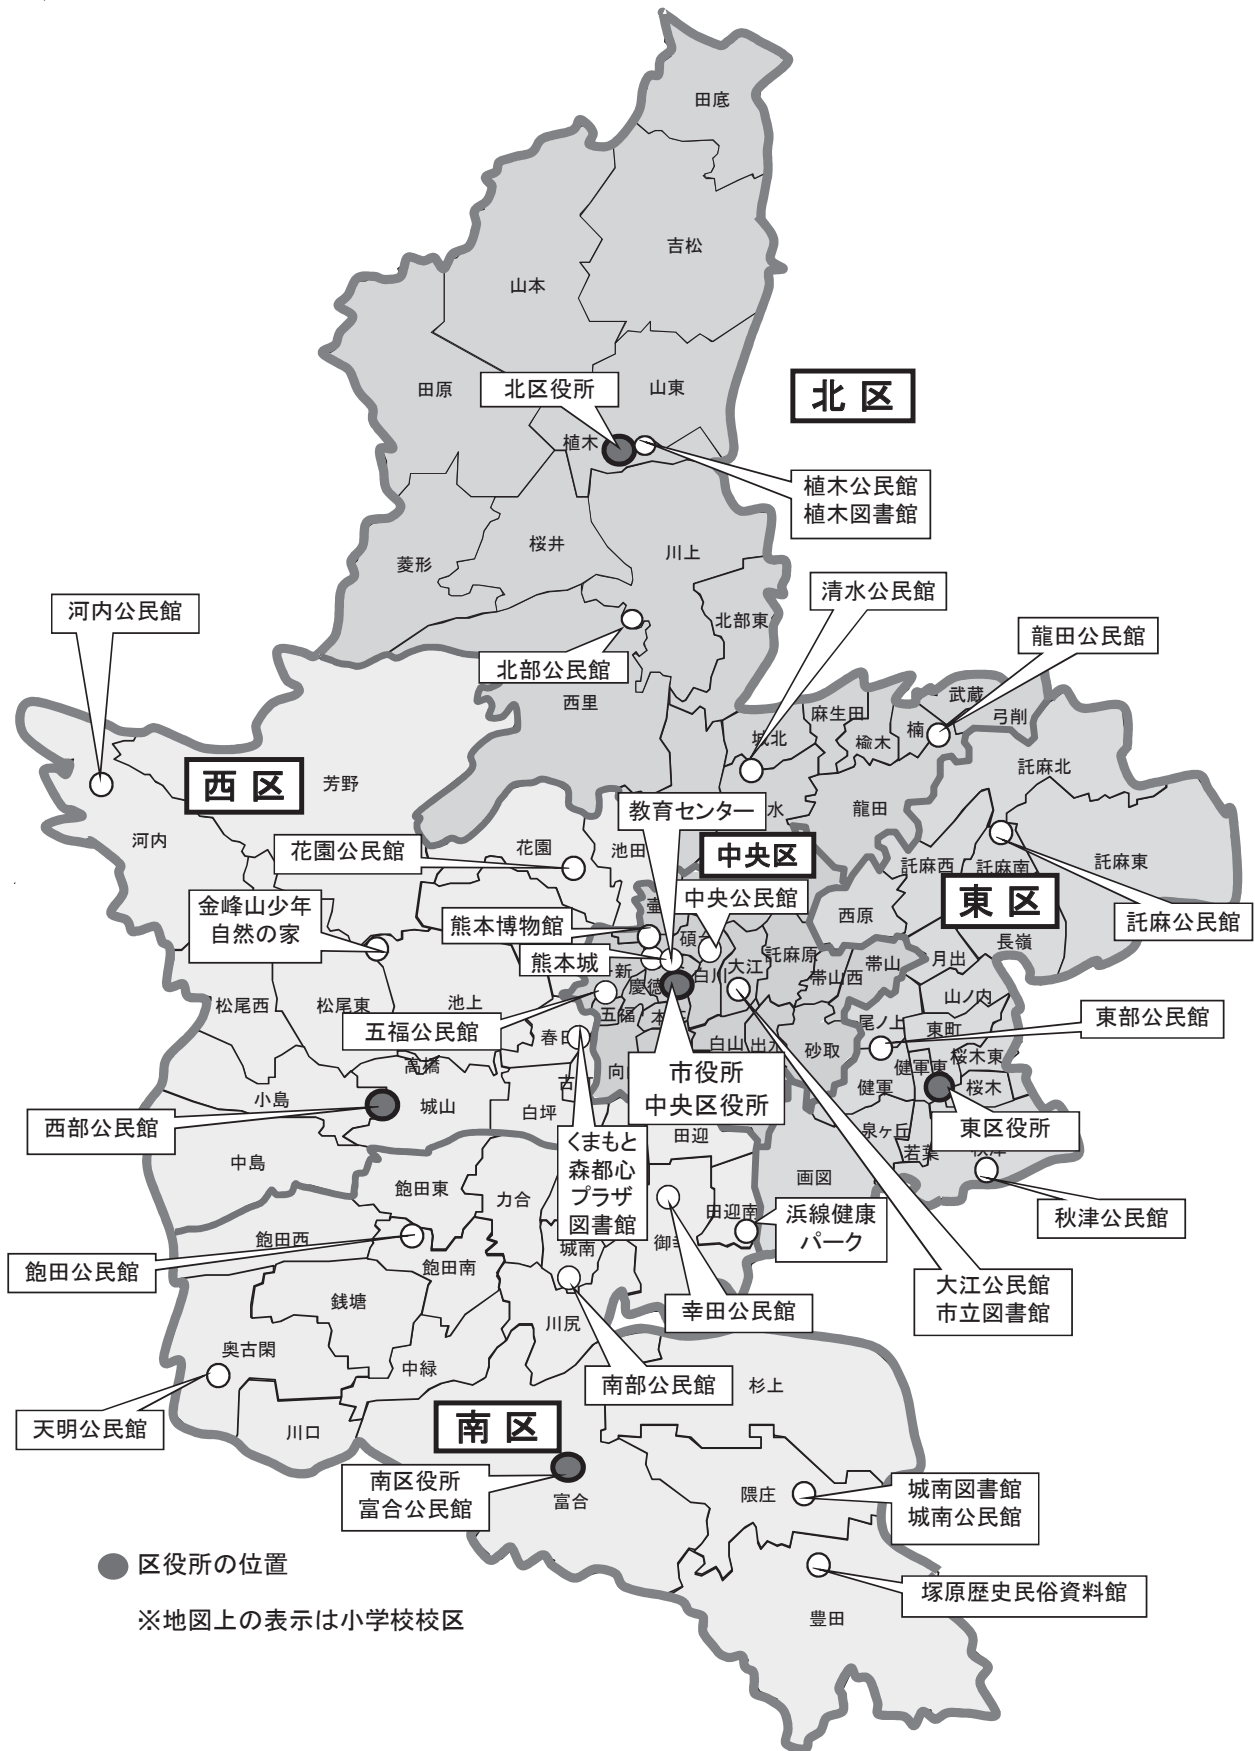 田底
吉松
山本
田原
北区役所
山東
北区
植木
植木公民館
植木図書館
桜井
川上
菱形
清水公民館
河内公民館
北部東
龍田公民館
北部公民館
西里
武蔵
麻生田
弓削
楠
城北
楡木
託麻北
西区
芳野
教育センター
水
龍田
河内
花園公民館
花園
池田
中央区
託麻西
託麻南
託麻東
中央公民館
東区
金峰山少年
自然の家
熊本博物館
壷
西原
託麻公民館
碩台
長嶺
熊本城
新
慶徳
白川
大江
託麻原
帯山西
帯山
月出
山ノ内
松尾西
松尾東
池上
五福公民館
五福
本
尾ノ上
東町
東部公民館
春日
向
白山
出水
砂取
健軍東
桜木東
高橋
市役所
中央区役所
健軍
桜木
小島
城山
古
白坪
西部公民館
くまもと
森都心
プラザ
図書館
田迎
泉ヶ丘
若葉
東区役所
秋津
中島
飽田東
力合
画図
飽田西
田迎南
浜線健康
パーク
秋津公民館
飽田公民館
飽田南
城南
御幸
大江公民館
市立図書館
銭塘
幸田公民館
川尻
奥古閑
中緑
南部公民館
杉上
天明公民館
川口
南区
南区役所
富合公民館
富合
隈庄
城南図書館
城南公民館
区役所の位置
塚原歴史民俗資料館
※地図上の表示は小学校校区
豊田